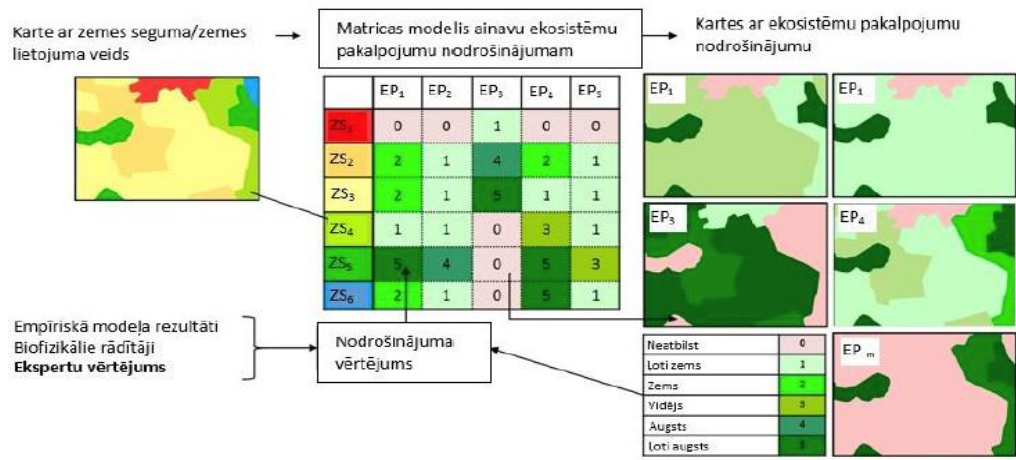 Karte ar zemes seguma/zemes
lietojuma veids
Matricas modelis ainavu ekosistēmu
pakalpojumu nodrošinājumam
Kartes ar ekosistēmu pakalpojumu
nodrošinājumu
EP₁ EP₂ EP₃ EP₄ EP₅
ZS₁ 0 0 1 0 0
ZS₂ 2 1 4 2 1
ZS₃ 2 1 5 1 1
ZS₄ 1 1 0 3 1
ZS₅ 5 4 0 5 3
ZS₆ 2 1 0 5 1
EP₁
EP₁
EP₃
EP₄
EP m
Empīriskā modeļa rezultāti
Biofizikālie rādītāji
Ekspertu vērtējums
Nodrošinājuma
vērtējums
Neatbilst 0
Ļoti zems 1
Zems 2
Vidējs 3
Augsts 4
Ļoti augsts 5